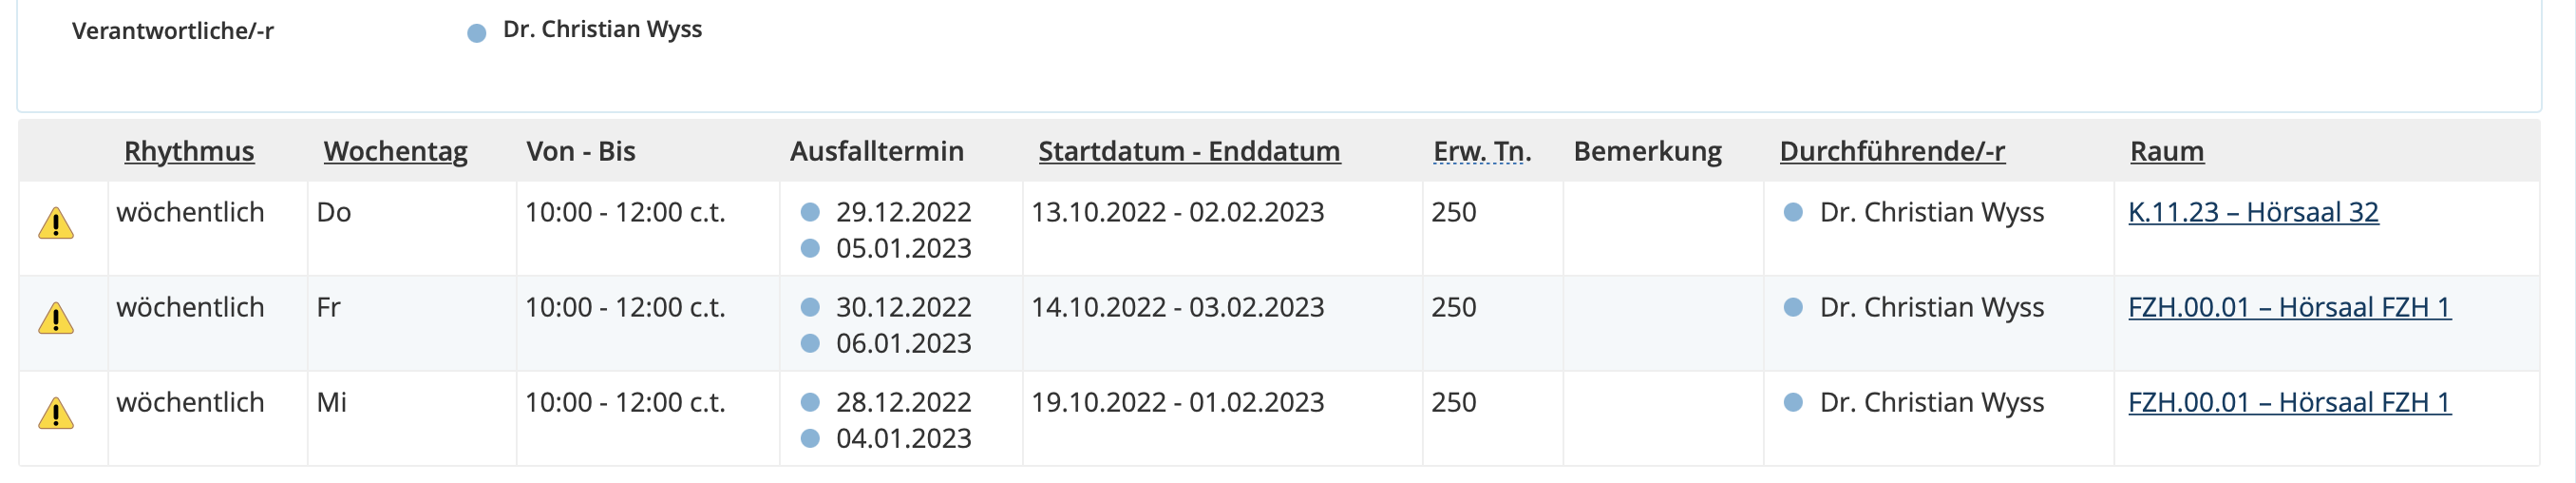 Verantwortliche/-r Dr. Christian Wyss
Rhythmus Wochentag Von - Bis Ausfalltermin Startdatum - Enddatum Erw. Tn. Bemerkung Durchführende/-r Raum
wöchentlich Do 10:00 - 12:00 c.t. 29.12.2022 13.10.2022 - 02.02.2023 250 Dr. Christian Wyss K.11.23 – Hörsaal 32
05.01.2023
wöchentlich Fr 10:00 - 12:00 c.t. 30.12.2022 14.10.2022 - 03.02.2023 250 Dr. Christian Wyss FZH.00.01 – Hörsaal FZH 1
06.01.2023
wöchentlich Mi 10:00 - 12:00 c.t. 28.12.2022 19.10.2022 - 01.02.2023 250 Dr. Christian Wyss FZH.00.01 – Hörsaal FZH 1
04.01.2023